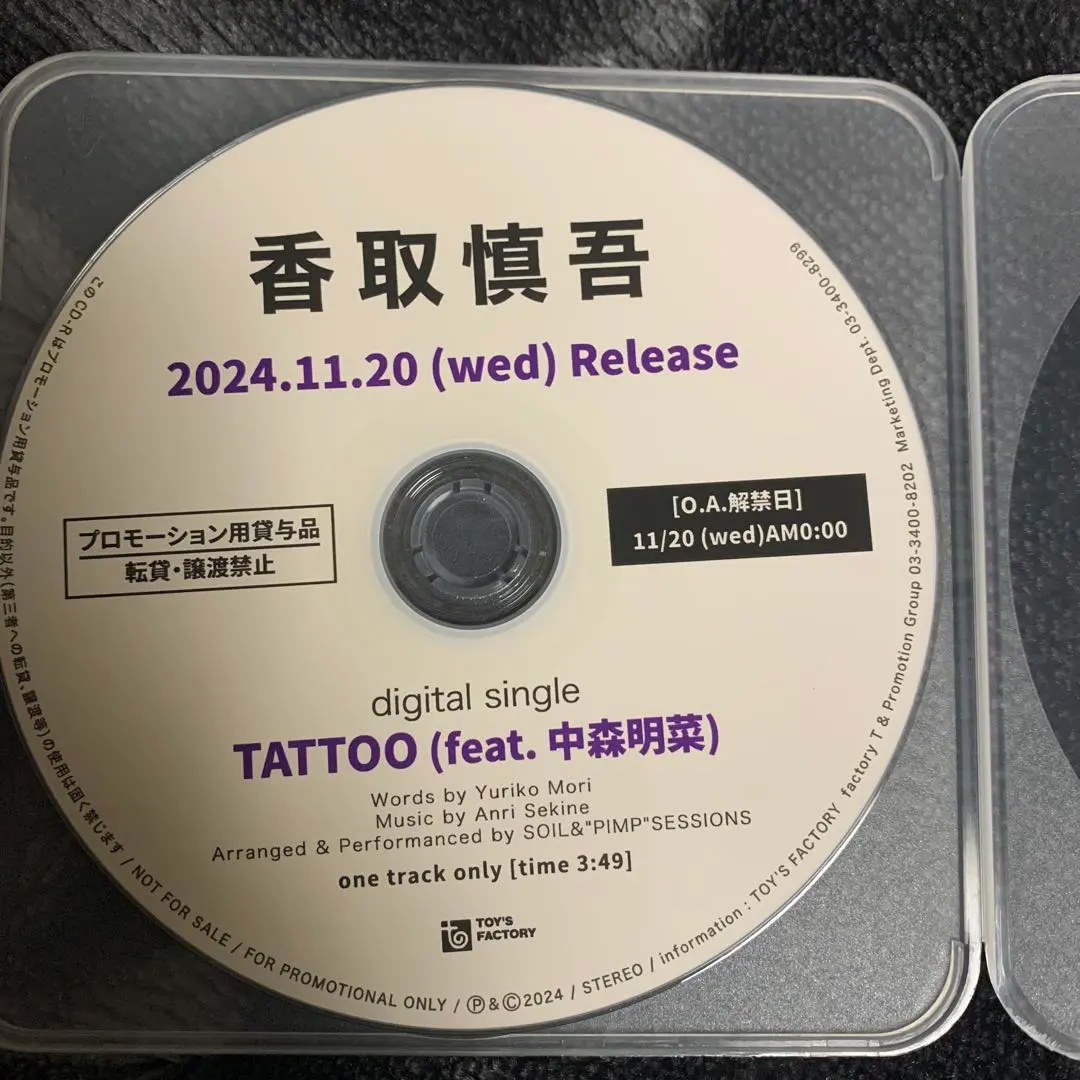 香取慎吾
2024.11.20 (wed) Release
プロモーション用貸与品
転貸・譲渡禁止
[O.A.解禁日]
11/20 (wed)AM0:00
digital single
TATTOO (feat. 中森明菜)
Words by Yuriko Mori
Music by Anri Sekine
Arranged & Performanced by SOIL&"PIMP"SESSIONS
one track only [time 3:49]
TOY'S
FACTORY
このCD-Rはプロモーション用貸与品です。目的以外(第三者への転貸、譲渡等)の使用は固く禁じます / NOT FOR SALE / FOR PROMOTIONAL ONLY / Ⓟ&©2024 / STEREO / information : TOY'S FACTORY factory T & Promotion Group 03-3400-8202 Marketing Dept. 03-3400-8299